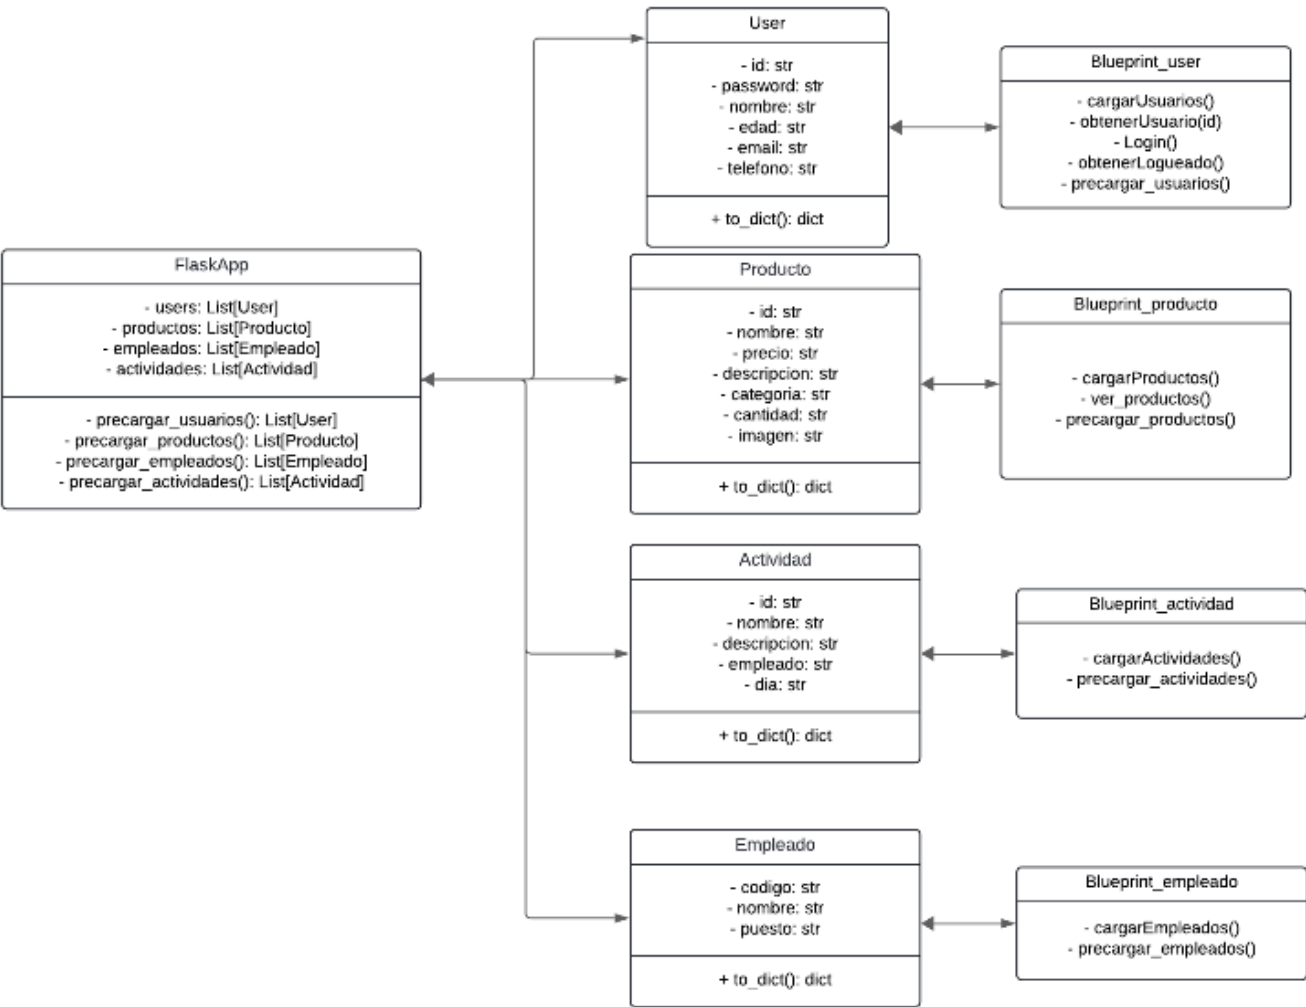 User
- id: str
- password: str
- nombre: str
- edad: str
- email: str
- telefono: str
+ to_dict(): dict
Blueprint_user
- cargarUsuarios()
- obtenerUsuario(id)
- Login()
- obtenerLogueado()
- precargar_usuarios()
FlaskApp
- users: List[User]
- productos: List[Producto]
- empleados: List[Empleado]
- actividades: List[Actividad]
- precargar_usuarios(): List[User]
- precargar_productos(): List[Producto]
- precargar_empleados(): List[Empleado]
- precargar_actividades(): List[Actividad]
Producto
- id: str
- nombre: str
- precio: str
- descripcion: str
- categoria: str
- cantidad: str
- imagen: str
+ to_dict(): dict
Blueprint_producto
- cargarProductos()
- ver_productos()
- precargar_productos()
Actividad
- id: str
- nombre: str
- descripcion: str
- empleado: str
- dia: str
+ to_dict(): dict
Blueprint_actividad
- cargarActividades()
- precargar_actividades()
Empleado
- codigo: str
- nombre: str
- puesto: str
+ to_dict(): dict
Blueprint_empleado
- cargarEmpleados()
- precargar_empleados()